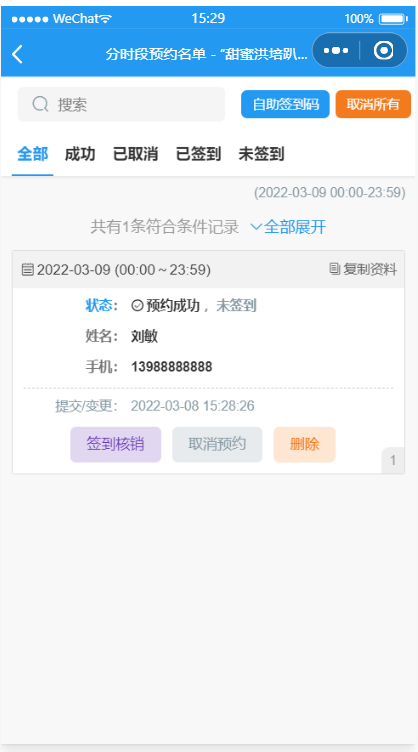 WeChat 15:29 100%
分时段预约名单 - “甜蜜洪培趴...
搜索 自助签到码 取消所有
全部 成功 已取消 已签到 未签到
(2022-03-09 00:00-23:59)
共有1条符合条件记录 全部展开
2022-03-09 (00:00～23:59) 复制资料
状态： 预约成功，未签到
姓名： 刘敏
手机： 13988888888
提交/变更： 2022-03-08 15:28:26
签到核销 取消预约 删除
1